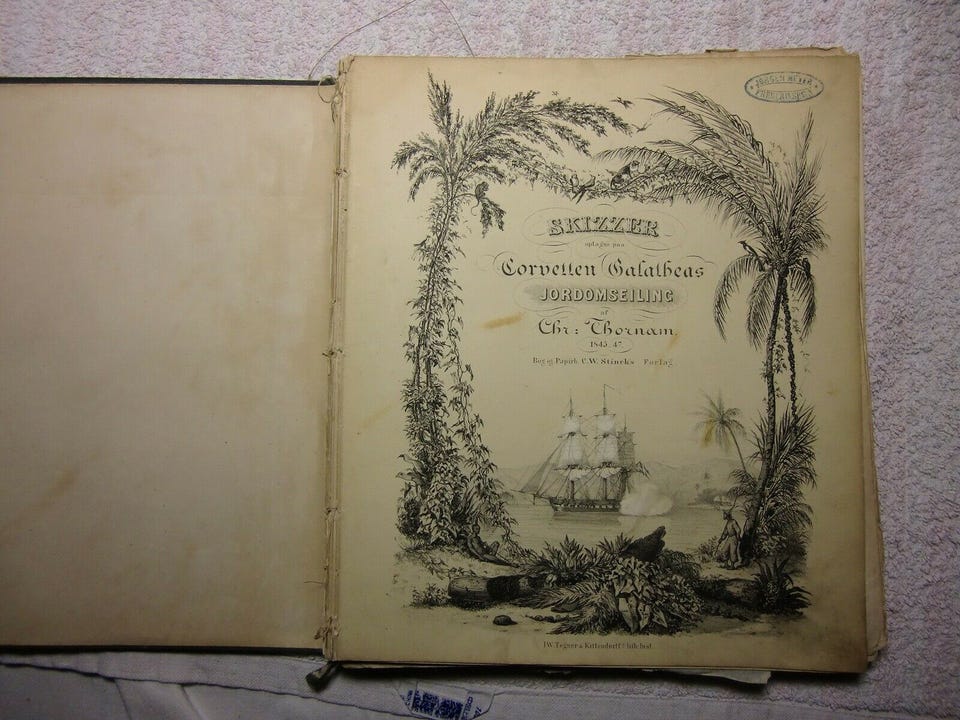 SKIZZER
optagne paa
Corvetten Galatheas
JORDOMSEILING
af
Chr: Thornam
1845. 47.
Bog og Papirh. C.W. Stincks Forlag
I.W. Tegner & Kittendorff's lith. Inst.